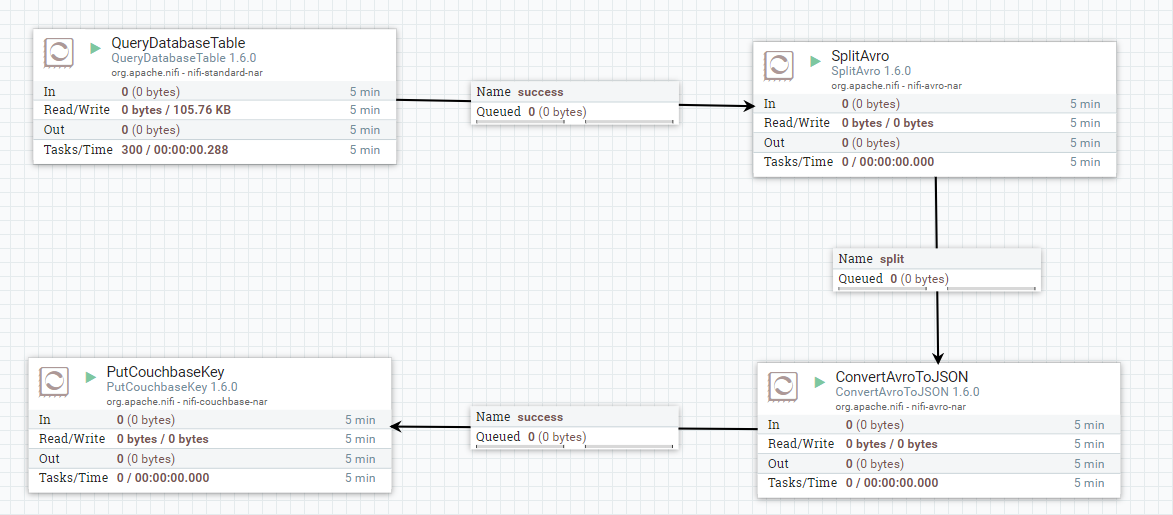 QueryDatabaseTable
QueryDatabaseTable 1.6.0
org.apache.nifi - nifi-standard-nar
In 0 (0 bytes) 5 min
Read/Write 0 bytes / 105.76 KB 5 min
Out 0 (0 bytes) 5 min
Tasks/Time 300 / 00:00:00.288 5 min
Name success
Queued 0 (0 bytes)
SplitAvro
SplitAvro 1.6.0
org.apache.nifi - nifi-avro-nar
In 0 (0 bytes) 5 min
Read/Write 0 bytes / 0 bytes 5 min
Out 0 (0 bytes) 5 min
Tasks/Time 0 / 00:00:00.000 5 min
Name split
Queued 0 (0 bytes)
ConvertAvroToJSON
ConvertAvroToJSON 1.6.0
org.apache.nifi - nifi-avro-nar
In 0 (0 bytes) 5 min
Read/Write 0 bytes / 0 bytes 5 min
Out 0 (0 bytes) 5 min
Tasks/Time 0 / 00:00:00.000 5 min
Name success
Queued 0 (0 bytes)
PutCouchbaseKey
PutCouchbaseKey 1.6.0
org.apache.nifi - nifi-couchbase-nar
In 0 (0 bytes) 5 min
Read/Write 0 bytes / 0 bytes 5 min
Out 0 (0 bytes) 5 min
Tasks/Time 0 / 00:00:00.000 5 min